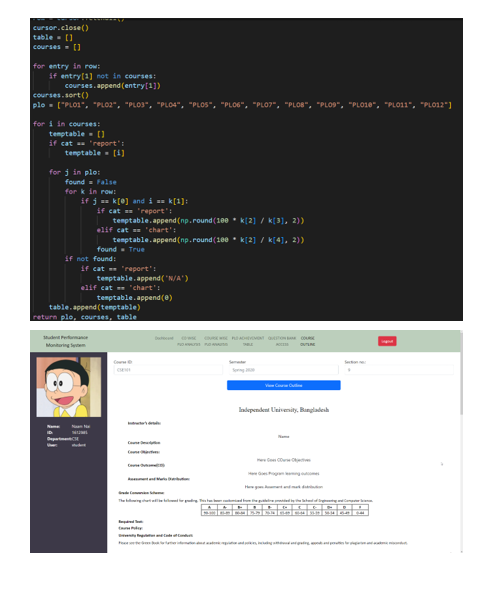 cursor.close()
table = []
courses = []
for entry in row:
if entry[1] not in courses:
courses.append(entry[1])
courses.sort()
plo = ["PLO1", "PLO2", "PLO3", "PLO4", "PLO5", "PLO6", "PLO7", "PLO8", "PLO9", "PLO10", "PLO11", "PLO12"]
for i in courses:
temptable = []
if cat == 'report':
temptable = [i]
for j in plo:
found = False
for k in row:
if j == k[0] and i == k[1]:
if cat == 'report':
temptable.append(np.round(100 * k[2] / k[3], 2))
elif cat == 'chart':
temptable.append(np.round(100 * k[2] / k[4], 2))
found = True
if not found:
if cat == 'report':
temptable.append('N/A')
elif cat == 'chart':
temptable.append(0)
table.append(temptable)
return plo, courses, table
Student Performance
Monitoring System
Dashboard CO WISE PLO ANALYSIS COURSE WISE PLO ANALYSIS PLO ACHIEVEMENT TABLE QUESTION BANK ACCESS COURSE OUTLINE
Logout
Course ID Semester Section no.
CSE101 Spring 2020
View Course Outline
Independent University, Bangladesh
Name:
ID:
Department: CSE
User: student
Instructor's details:
Name
Course Description
Course Objectives:
Here Goes COurse Objectives
Course Outcome(CO)
Here Goes Program learning outcomes
Assessment and Marks Distribution:
Here goes Assesment and mark distribution
Grade Conversion Scheme:
The following chart will be followed for grading. This has been customized from the guideline provided by the School of Engineering and Computer Science.
A A- B+ B B- C+ C C- D+ D F
90-100 85-89 80-84 75-79 70-74 65-69 60-64 55-59 50-54 45-49 0-44
Required Text:
Course Policy:
University Regulation and Code of Conduct:
Please see the Green Book for further information about academic regulation and policies, including withdrawal and grading, appeals and penalties for plagiarism and academic misconduct.